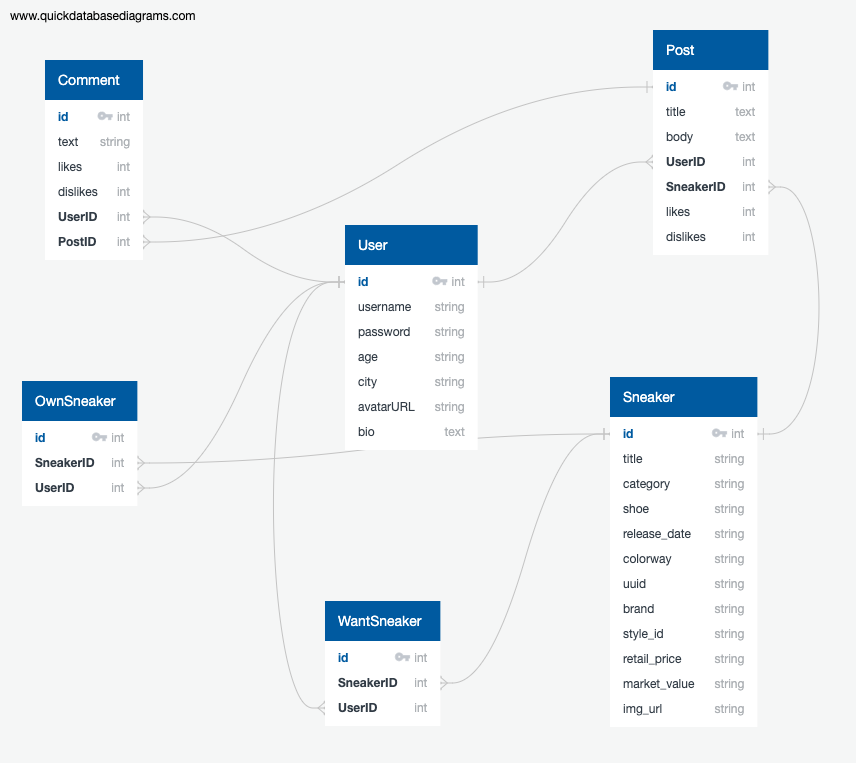 www.quickdatabasediagrams.com
Comment
id int
text string
likes int
dislikes int
UserID int
PostID int
Post
id int
title text
body text
UserID int
SneakerID int
likes int
dislikes int
User
id int
username string
password string
age string
city string
avatarURL string
bio text
OwnSneaker
id int
SneakerID int
UserID int
Sneaker
id int
title string
category string
shoe string
release_date string
colorway string
uuid string
brand string
style_id string
retail_price string
market_value string
img_url string
WantSneaker
id int
SneakerID int
UserID int